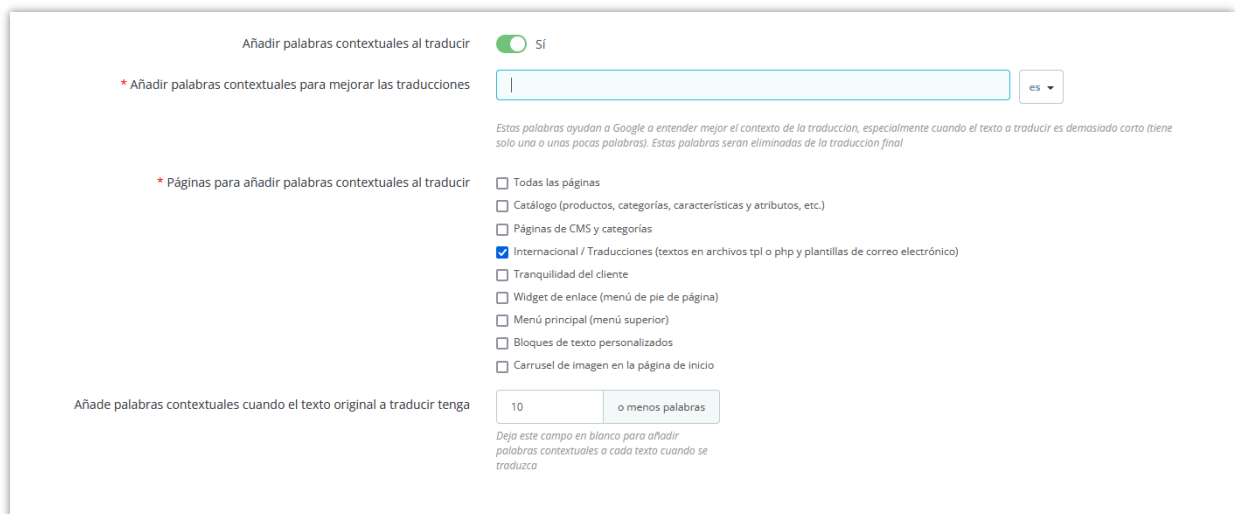 Añadir palabras contextuales al traducir Sí
* Añadir palabras contextuales para mejorar las traducciones es
Estas palabras ayudan a Google a entender mejor el contexto de la traducción, especialmente cuando el texto a traducir es demasiado corto (tiene
solo una o unas pocas palabras). Estas palabras serán eliminadas de la traducción final
* Páginas para añadir palabras contextuales al traducir
Todas las páginas
Catálogo (productos, categorías, características y atributos, etc.)
Páginas de CMS y categorías
Internacional / Traducciones (textos en archivos tpl o php y plantillas de correo electrónico)
Tranquilidad del cliente
Widget de enlace (menú de pie de página)
Menú principal (menú superior)
Bloques de texto personalizados
Carrusel de imagen en la página de inicio
Añade palabras contextuales cuando el texto original a traducir tenga 10 o menos palabras
Deja este campo en blanco para añadir
palabras contextuales a cada texto cuando se
traduzca